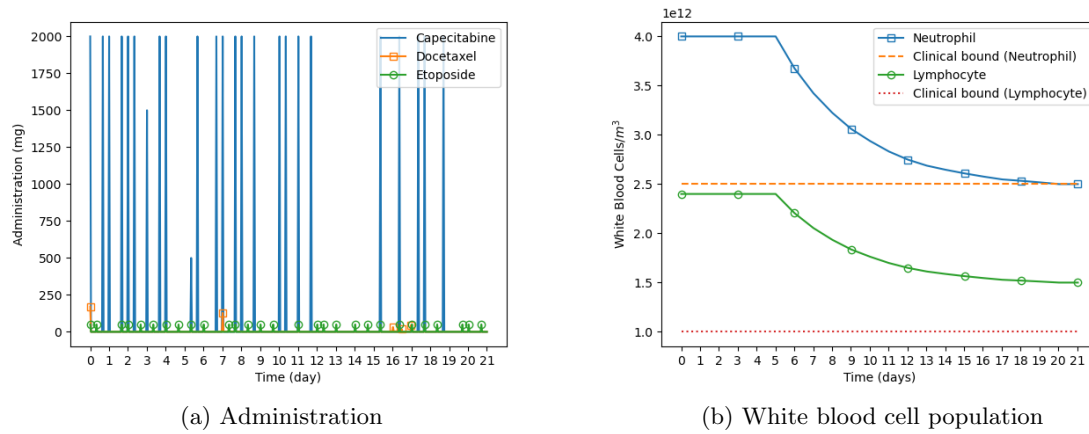 2000
1750
1500
1250
1000
750
500
250
0
Administration (mg)
Capecitabine
Docetaxel
Etoposide
0 1 2 3 4 5 6 7 8 9 10 11 12 13 14 15 16 17 18 19 20 21
Time (day)
(a) Administration
1e12
4.0
3.5
3.0
2.5
2.0
1.5
1.0
White Blood Cells/m³
Neutrophil
Clinical bound (Neutrophil)
Lymphocyte
Clinical bound (Lymphocyte)
0 1 2 3 4 5 6 7 8 9 10 11 12 13 14 15 16 17 18 19 20 21
Time (days)
(b) White blood cell population